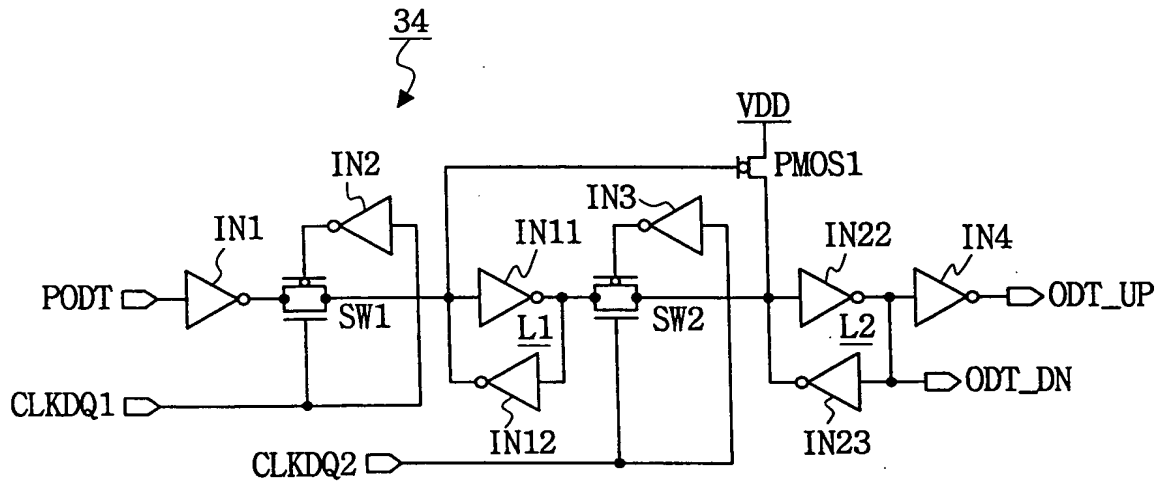 34
VDD
PMOS1
IN2
IN3
IN1
IN11
IN22
IN4
PODT
SW1
SW2
ODT_UP
L1
L2
ODT_DN
CLKDQ1
IN12
IN23
CLKDQ2